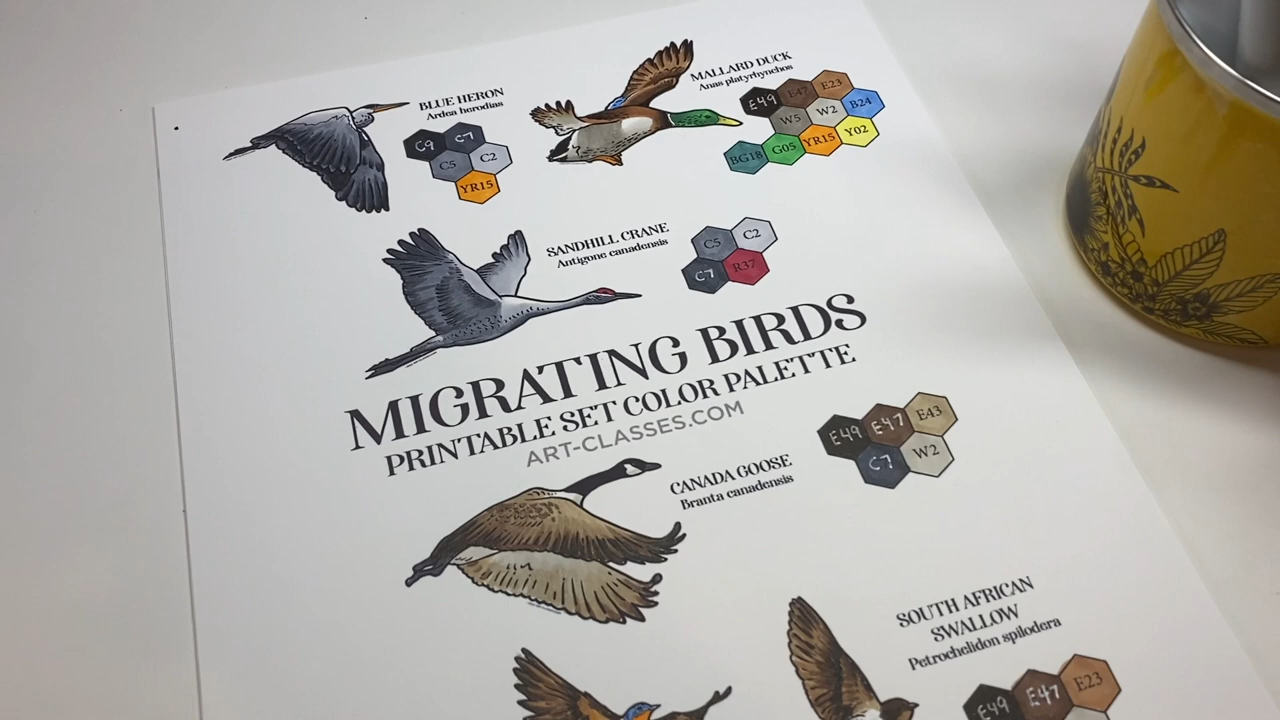 BLUE HERON
Ardea herodias
C9 C7
C5 C2
YR15
MALLARD DUCK
Anas platyrhynchos
E49 E47 E23
W5 W2 B24
BG18 G05 YR15 Y02
SANDHILL CRANE
Antigone canadensis
C5 C2
C7 R37
MIGRATING BIRDS
PRINTABLE SET COLOR PALETTE
ART-CLASSES.COM
CANADA GOOSE
Branta canadensis
E49 E47 E43
C7 W2
SOUTH AFRICAN
SWALLOW
Petrochelidon spilodera
E49 E47 E23